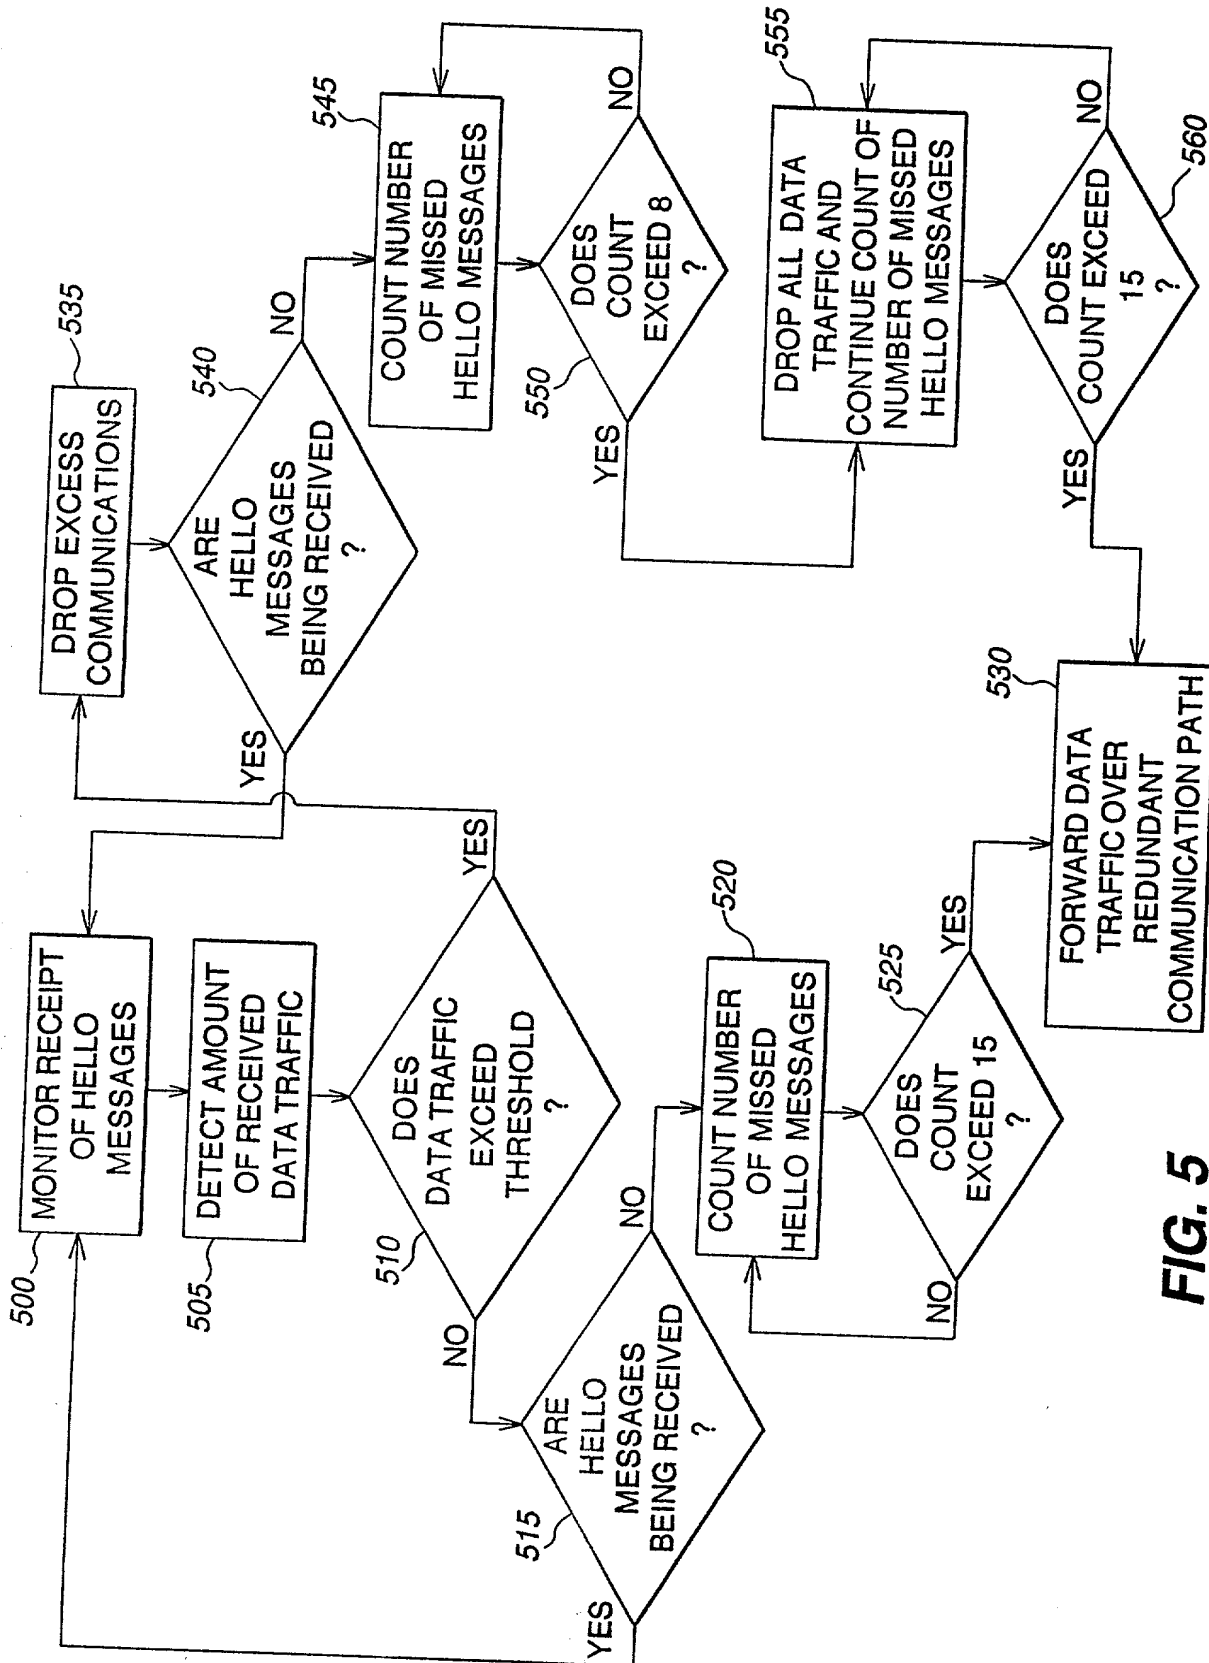 500
MONITOR RECEIPT
OF HELLO
MESSAGES
505
DETECT AMOUNT
OF RECEIVED
DATA TRAFFIC
510
DOES
DATA TRAFFIC
EXCEED
THRESHOLD
?
NO
YES
515
ARE
HELLO
MESSAGES
BEING RECEIVED
?
YES
NO
520
COUNT NUMBER
OF MISSED
HELLO MESSAGES
525
DOES
COUNT
EXCEED 15
?
NO
YES
530
FORWARD DATA
TRAFFIC OVER
REDUNDANT
COMMUNICATION PATH
535
DROP EXCESS
COMMUNICATIONS
540
ARE
HELLO
MESSAGES
BEING RECEIVED
?
YES
NO
545
COUNT NUMBER
OF MISSED
HELLO MESSAGES
550
DOES
COUNT
EXCEED 8
?
NO
YES
555
DROP ALL DATA
TRAFFIC AND
CONTINUE COUNT OF
NUMBER OF MISSED
HELLO MESSAGES
560
DOES
COUNT EXCEED
15
?
NO
YES
FIG. 5